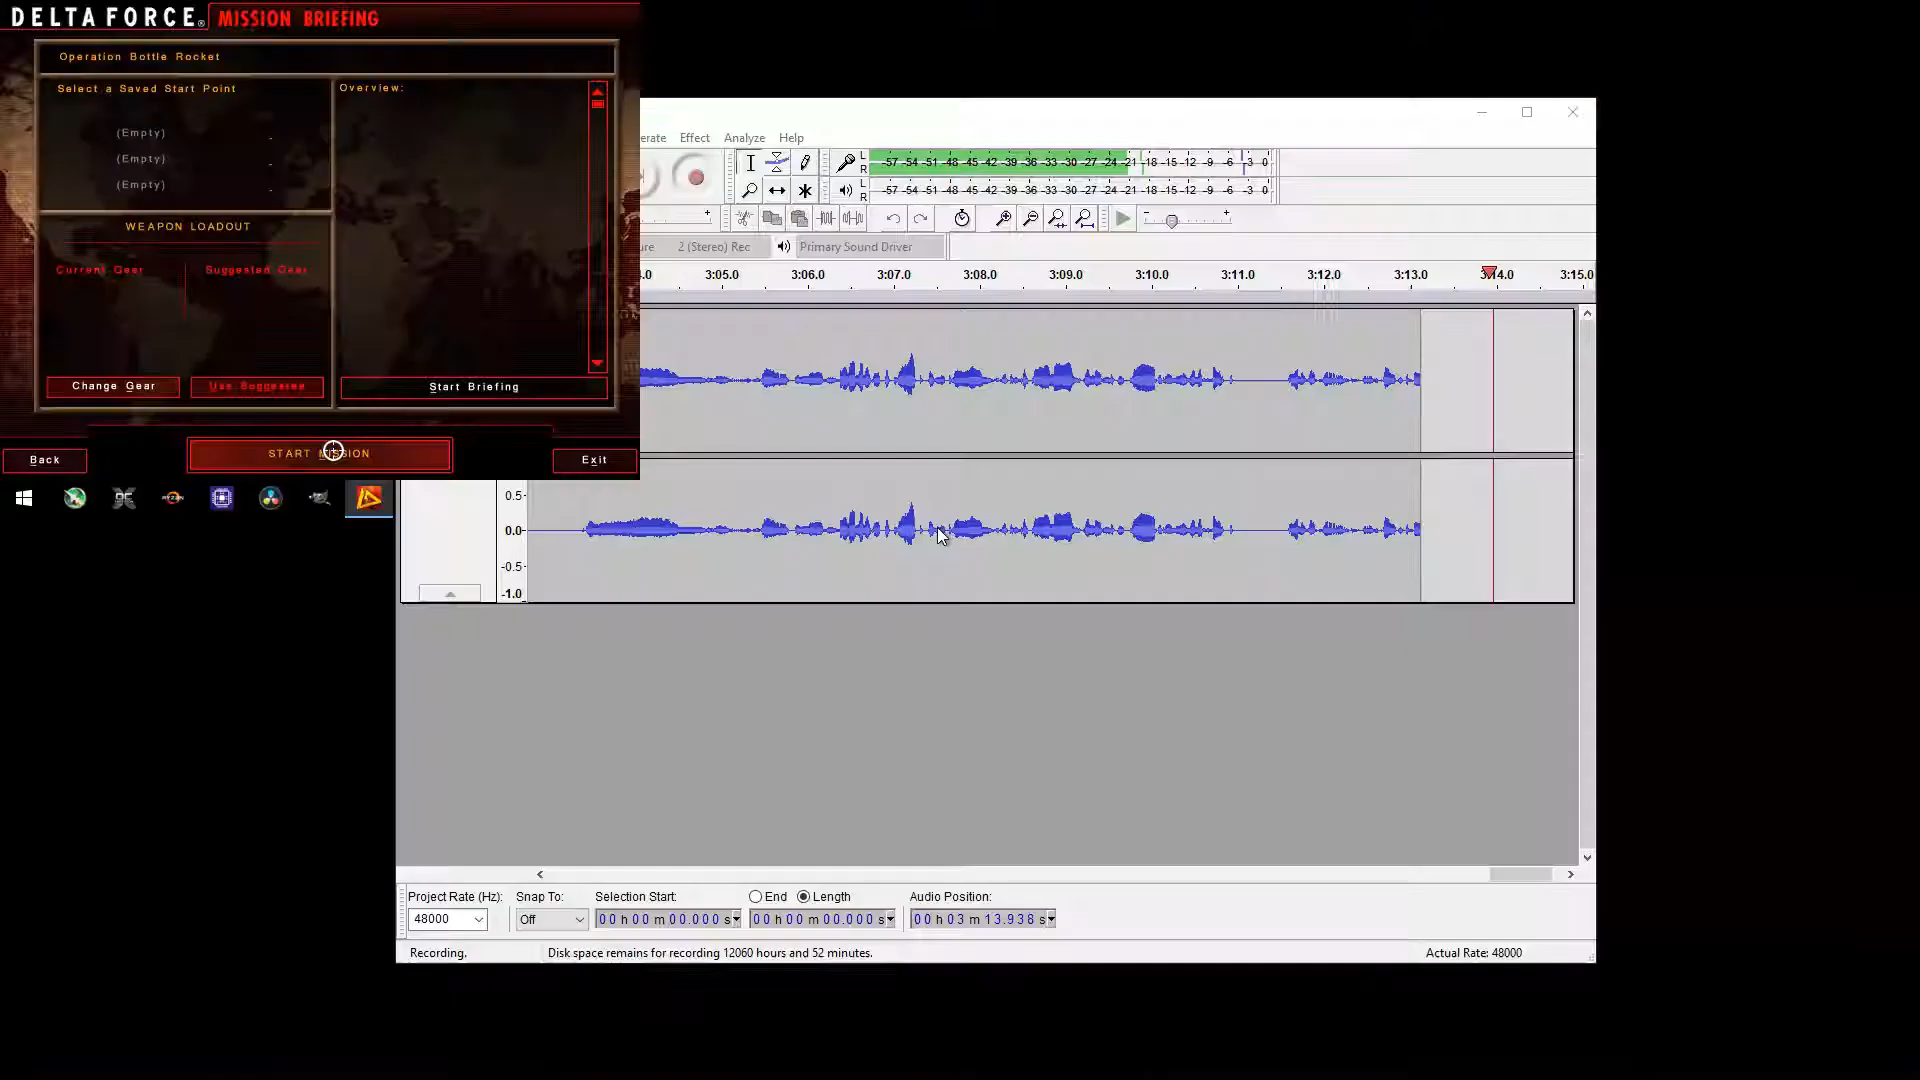 DELTA FORCE® MISSION BRIEFING
Operation Bottle Rocket
Select a Saved Start Point
(Empty) -
(Empty) -
(Empty) -
Overview:
WEAPON LOADOUT
Current Gear Suggested Gear
Change Gear Use Suggested Start Briefing
Back START MISSION Exit
erate Effect Analyze Help
L R -57 -54 -51 -48 -45 -42 -39 -36 -33 -30 -27 -24 -21 -18 -15 -12 -9 -6 -3 0
L R -57 -54 -51 -48 -45 -42 -39 -36 -33 -30 -27 -24 -21 -18 -15 -12 -9 -6 -3 0
- + - +
ure 2 (Stereo) Rec Primary Sound Driver
4.0 3:05.0 3:06.0 3:07.0 3:08.0 3:09.0 3:10.0 3:11.0 3:12.0 3:13.0 3:14.0 3:15.0
RYZEN
0.5
0.0
-0.5
-1.0
Project Rate (Hz): Snap To: Selection Start: End Length Audio Position:
48000 Off 00 h 00 m 00.000 s 00 h 00 m 00.000 s 00 h 03 m 13.938 s
Recording. Disk space remains for recording 12060 hours and 52 minutes. Actual Rate: 48000